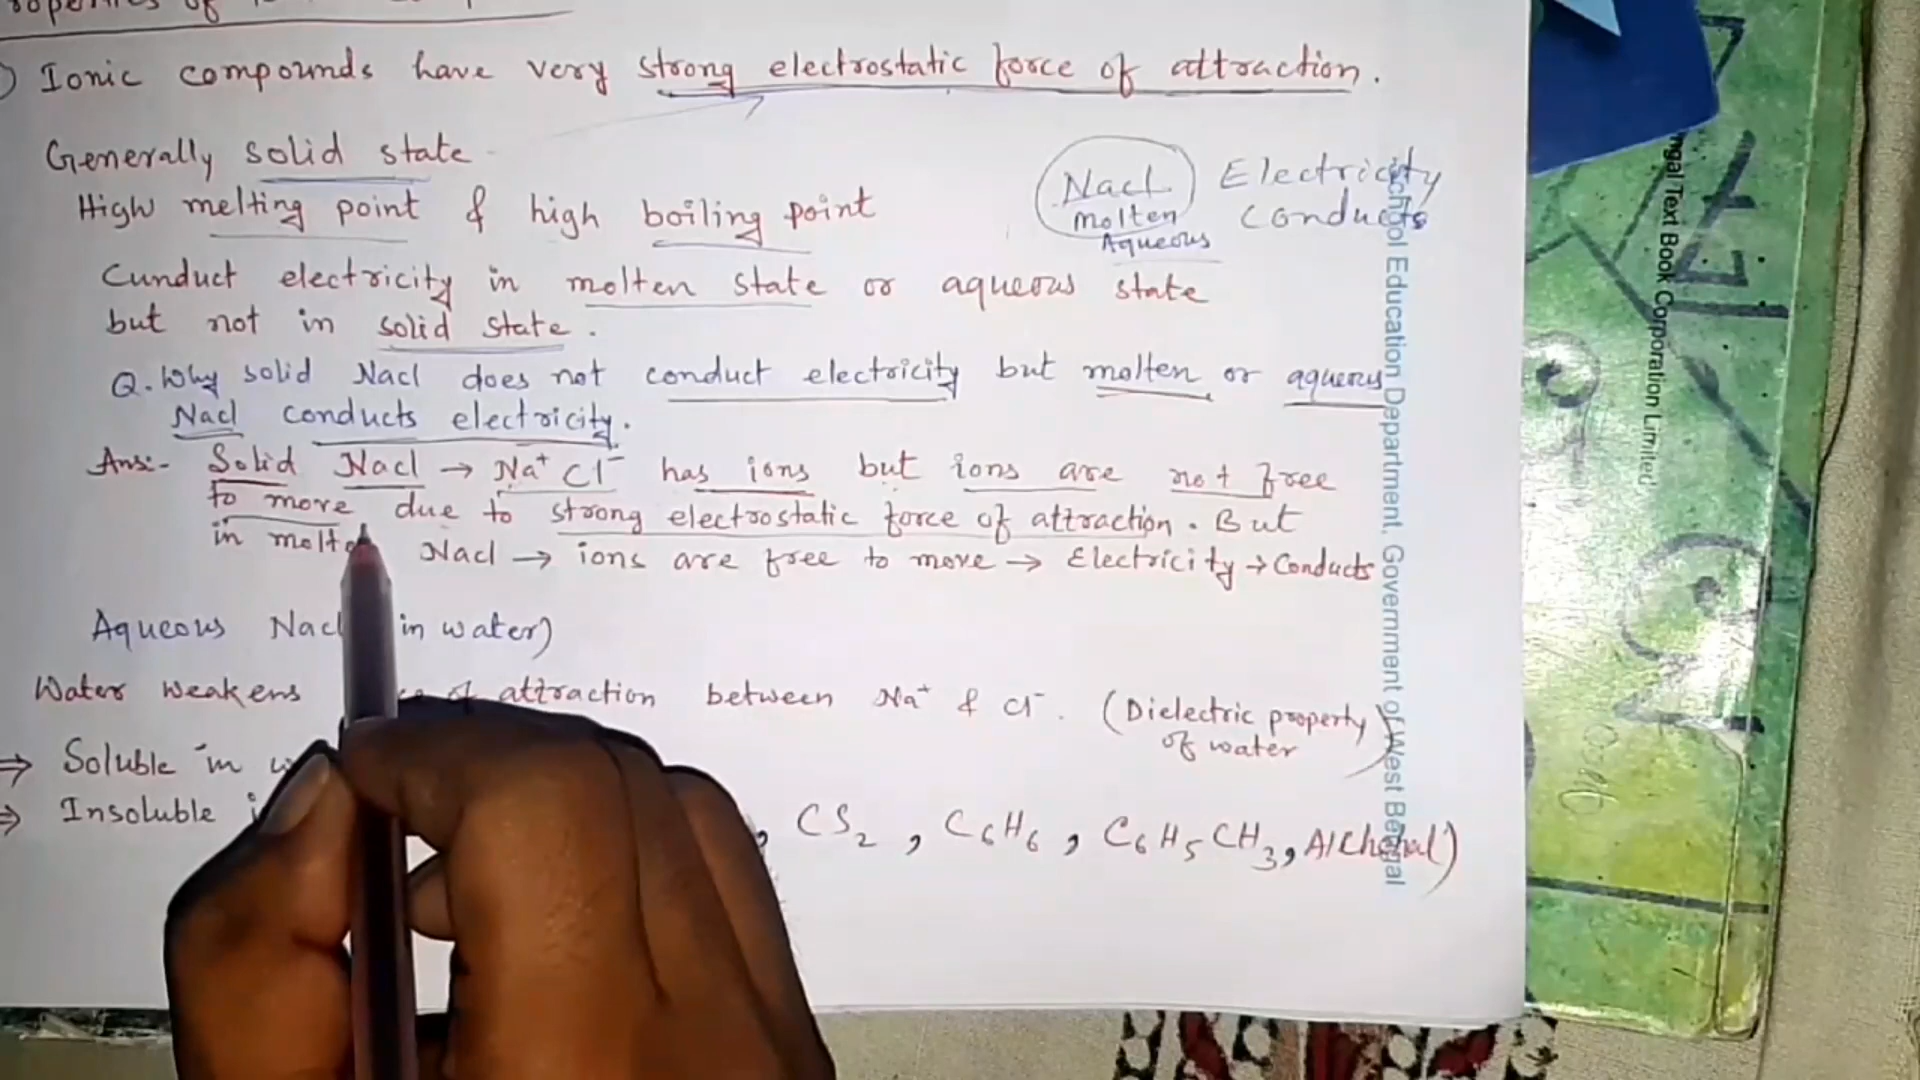 Ionic compounds have very strong electrostatic force of attraction.
Generally solid state
High melting point & high boiling point
Nacl Electricity
molten Conducts
Aqueous
Cunduct electricity in molten state or aqueous state
but not in solid state.
Q. Why solid Nacl does not conduct electricity but molten or aqueous
Nacl conducts electricity.
Ans:- Solid Nacl → Na⁺ Cl⁻ has ions but ions are not free
to move due to strong electrostatic force of attraction. But
in Nacl → ions are free to move → Electricity → Conducts
Aqueous Nacl in water)
Water weakens of attraction between Na⁺ & Cl⁻. (Dielectric property
of water)
⇒ Soluble in
⇒ Insoluble
, CS₂, C₆H₆, C₆H₅CH₃, Alchohal)
School Education Department. Government of West Bengal
Text Book Corporation Limited